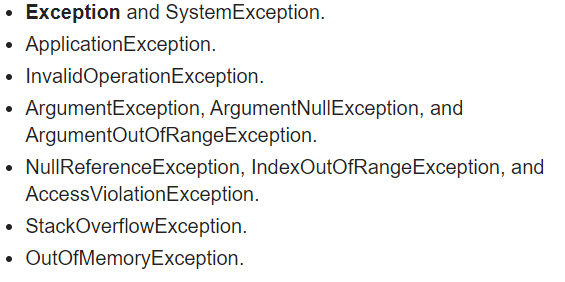 Exception and SystemException.
ApplicationException.
InvalidOperationException.
ArgumentException, ArgumentNullException, and
ArgumentOutOfRangeException.
NullReferenceException, IndexOutOfRangeException, and
AccessViolationException.
StackOverflowException.
OutOfMemoryException.